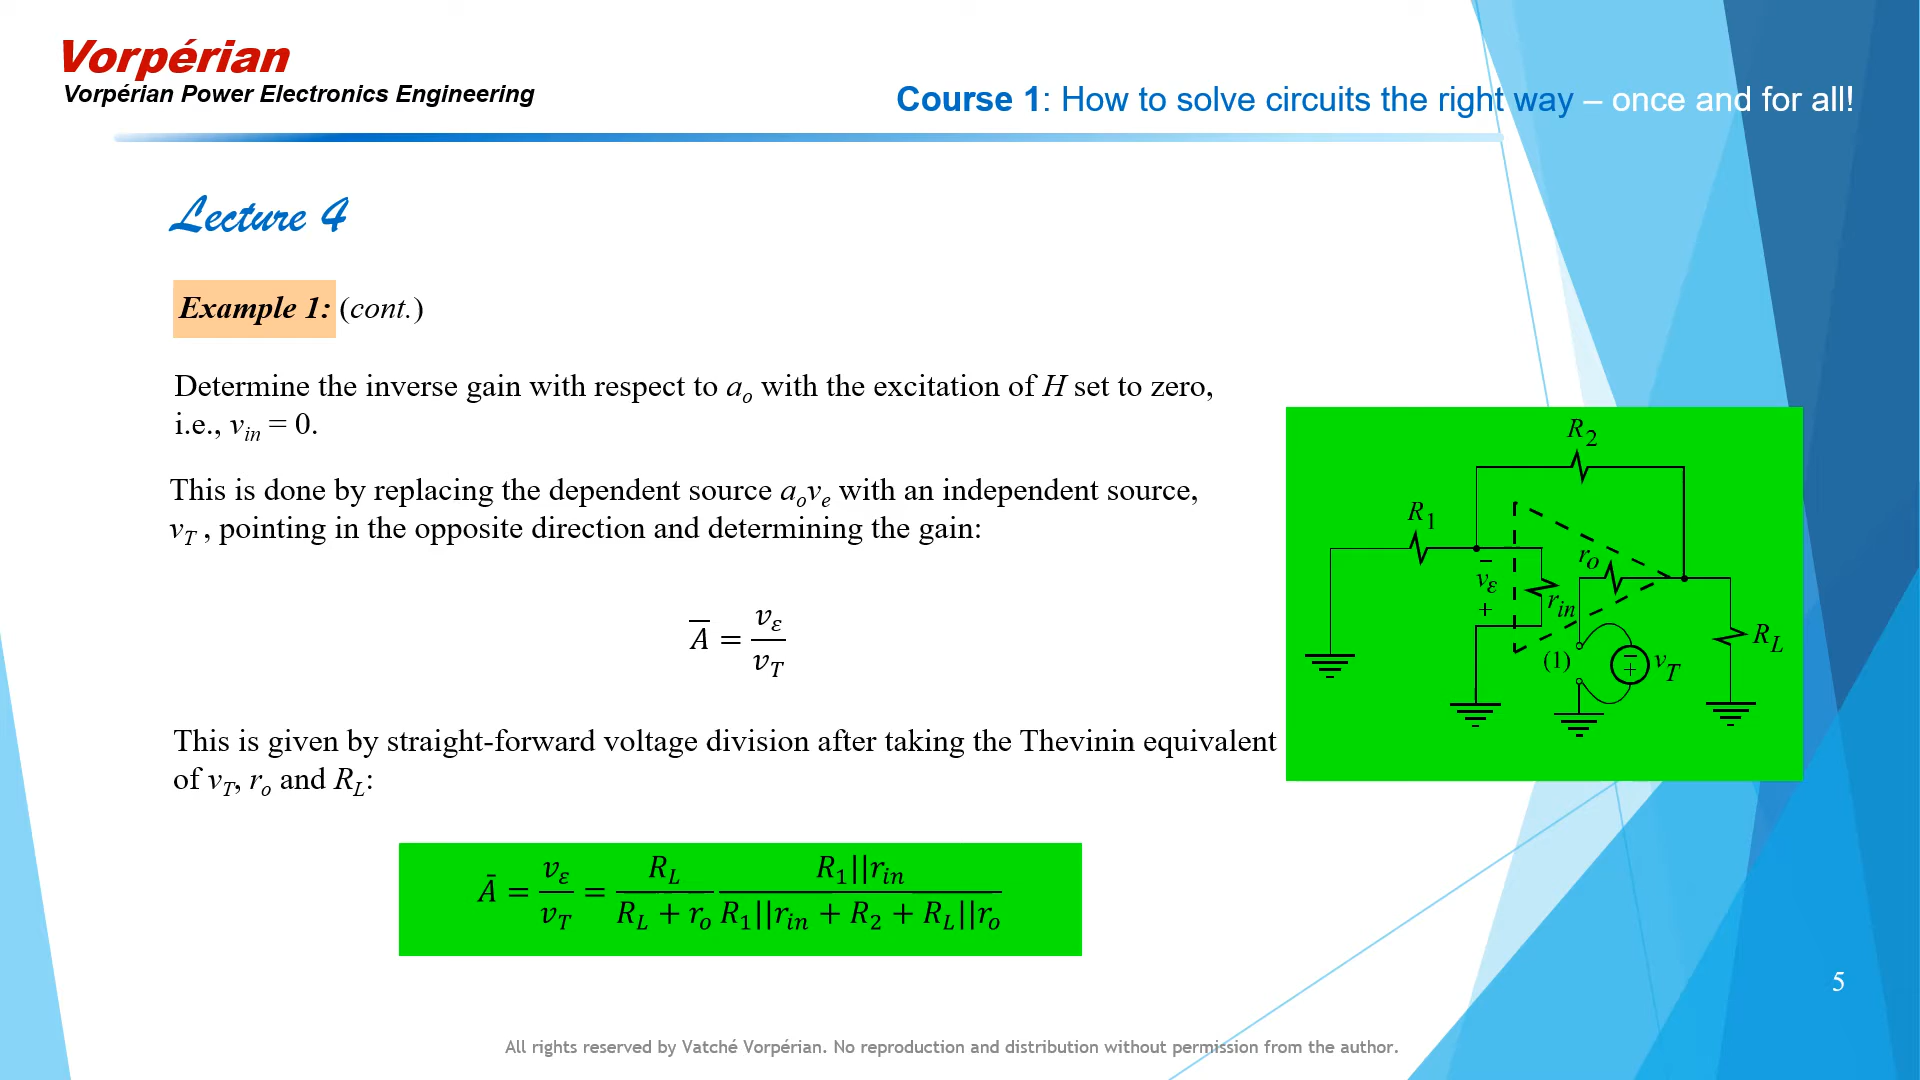 Vorpérian
Vorpérian Power Electronics Engineering
Course 1: How to solve circuits the right way – once and for all!
Lecture 4
Example 1: (cont.)
Determine the inverse gain with respect to a_o with the excitation of H set to zero,
i.e., v_in = 0.
This is done by replacing the dependent source a_o v_e with an independent source,
v_T , pointing in the opposite direction and determining the gain:
A̅ = v_ε / v_T
This is given by straight-forward voltage division after taking the Thevinin equivalent
of v_T, r_o and R_L:
Ā = v_ε / v_T = R_L / (R_L + r_o) R_1||r_in / (R_1||r_in + R_2 + R_L||r_o)
R_2
R_1
r_o
− v_ε +
r_in
R_L
(1)
− +
v_T
5
All rights reserved by Vatché Vorpérian. No reproduction and distribution without permission from the author.